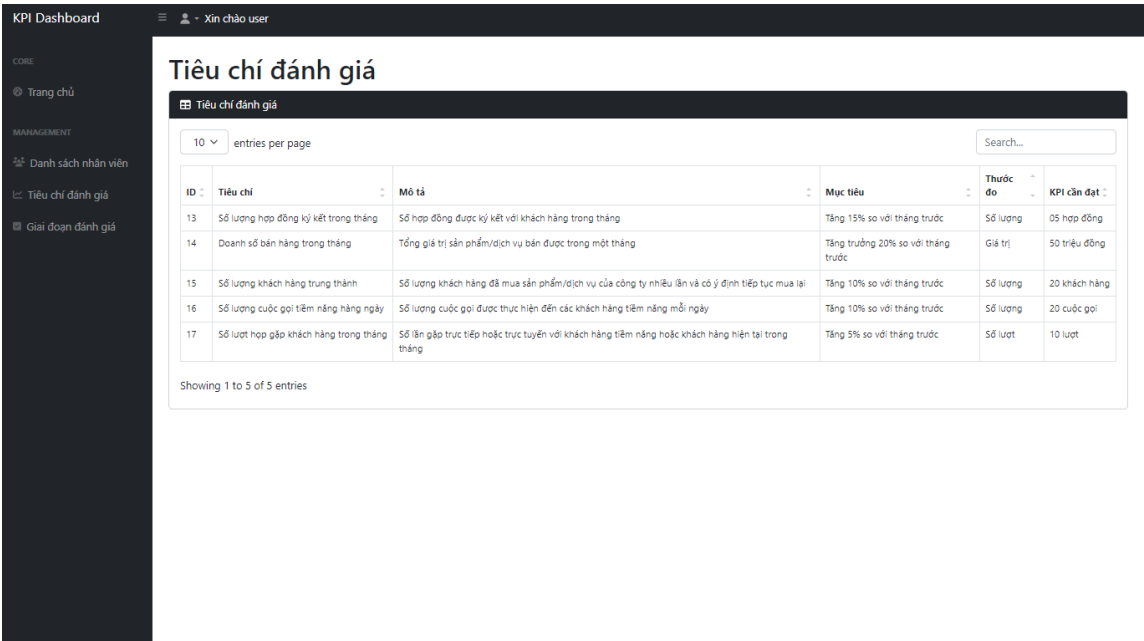 KPI Dashboard
Xin chào user
CORE
Trang chủ
MANAGEMENT
Danh sách nhân viên
Tiêu chí đánh giá
Giai đoạn đánh giá
Tiêu chí đánh giá
Tiêu chí đánh giá
10 entries per page
Search...
ID Tiêu chí Mô tả Mục tiêu Thước đo KPI cần đạt
13 Số lượng hợp đồng ký kết trong tháng Số hợp đồng được ký kết với khách hàng trong tháng Tăng 15% so với tháng trước Số lượng 05 hợp đồng
14 Doanh số bán hàng trong tháng Tổng giá trị sản phẩm/dịch vụ bán được trong một tháng Tăng trưởng 20% so với tháng trước Giá trị 50 triệu đồng
15 Số lượng khách hàng trung thành Số lượng khách hàng đã mua sản phẩm/dịch vụ của công ty nhiều lần và có ý định tiếp tục mua lại Tăng 10% so với tháng trước Số lượng 20 khách hàng
16 Số lượng cuộc gọi tiềm năng hàng ngày Số lượng cuộc gọi được thực hiện đến các khách hàng tiềm năng mỗi ngày Tăng 10% so với tháng trước Số lượng 20 cuộc gọi
17 Số lượt họp gặp khách hàng trong tháng Số lần gặp trực tiếp hoặc trực tuyến với khách hàng tiềm năng hoặc khách hàng hiện tại trong tháng Tăng 5% so với tháng trước Số lượt 10 lượt
Showing 1 to 5 of 5 entries